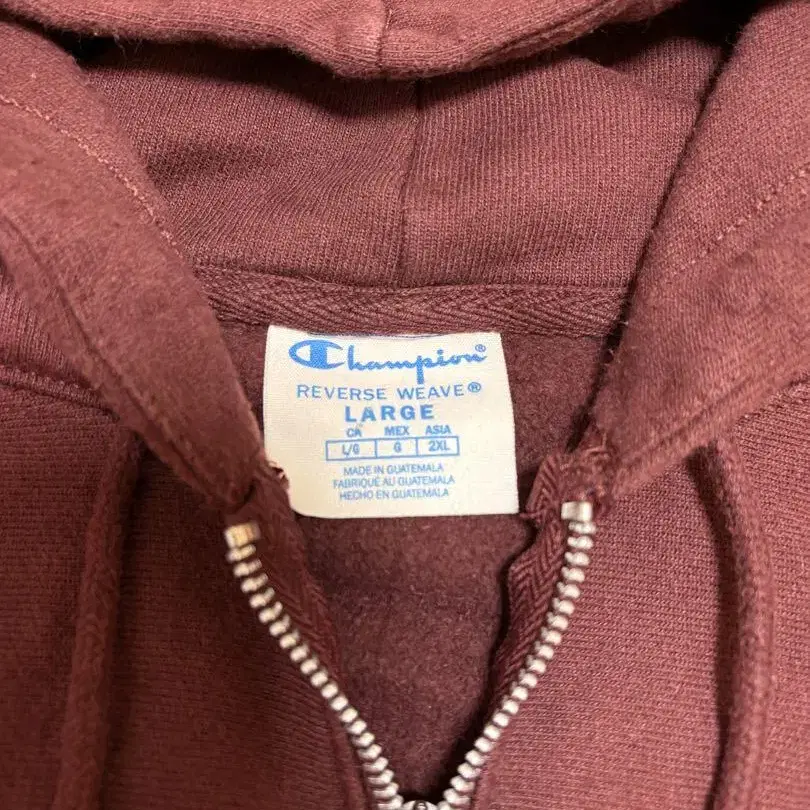 Champion®
REVERSE WEAVE®
LARGE
CA MEX ASIA
L/G G 2XL
MADE IN GUATEMALA
FABRIQUÉ AU GUATEMALA
HECHO EN GUATEMALA